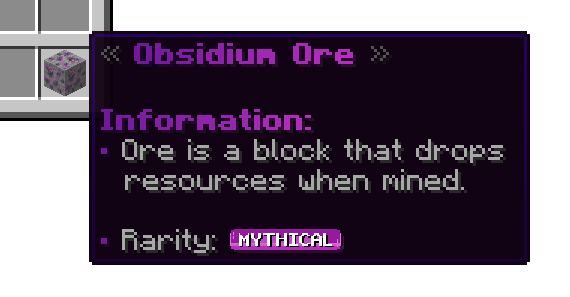 « Obsidium Ore »
Information:
• Ore is a block that drops
resources when mined.
• Rarity: MYTHICAL